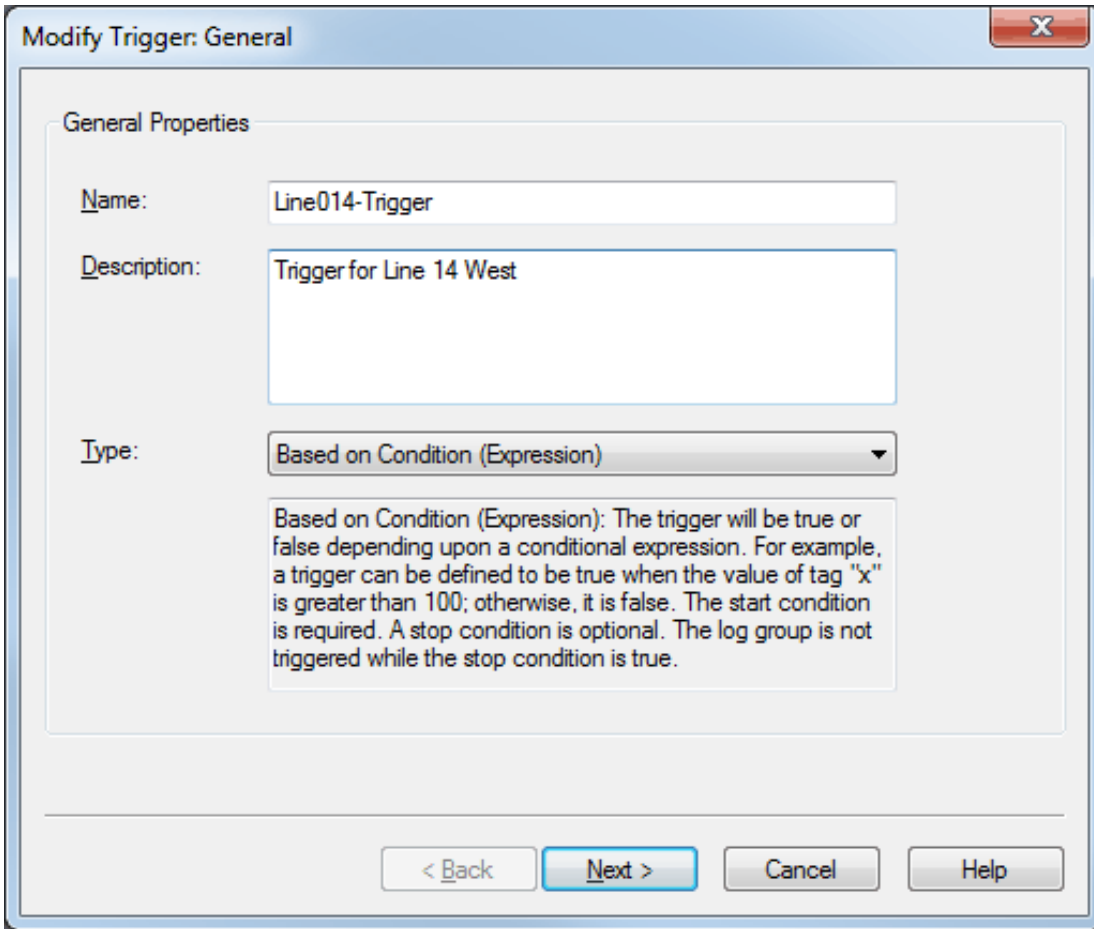 Modify Trigger: General
X
General Properties
Name:
Line014-Trigger
Description:
Trigger for Line 14 West
Type:
Based on Condition (Expression)
Based on Condition (Expression): The trigger will be true or
false depending upon a conditional expression. For example,
a trigger can be defined to be true when the value of tag "x"
is greater than 100; otherwise, it is false. The start condition
is required. A stop condition is optional. The log group is not
triggered while the stop condition is true.
< Back
Next >
Cancel
Help